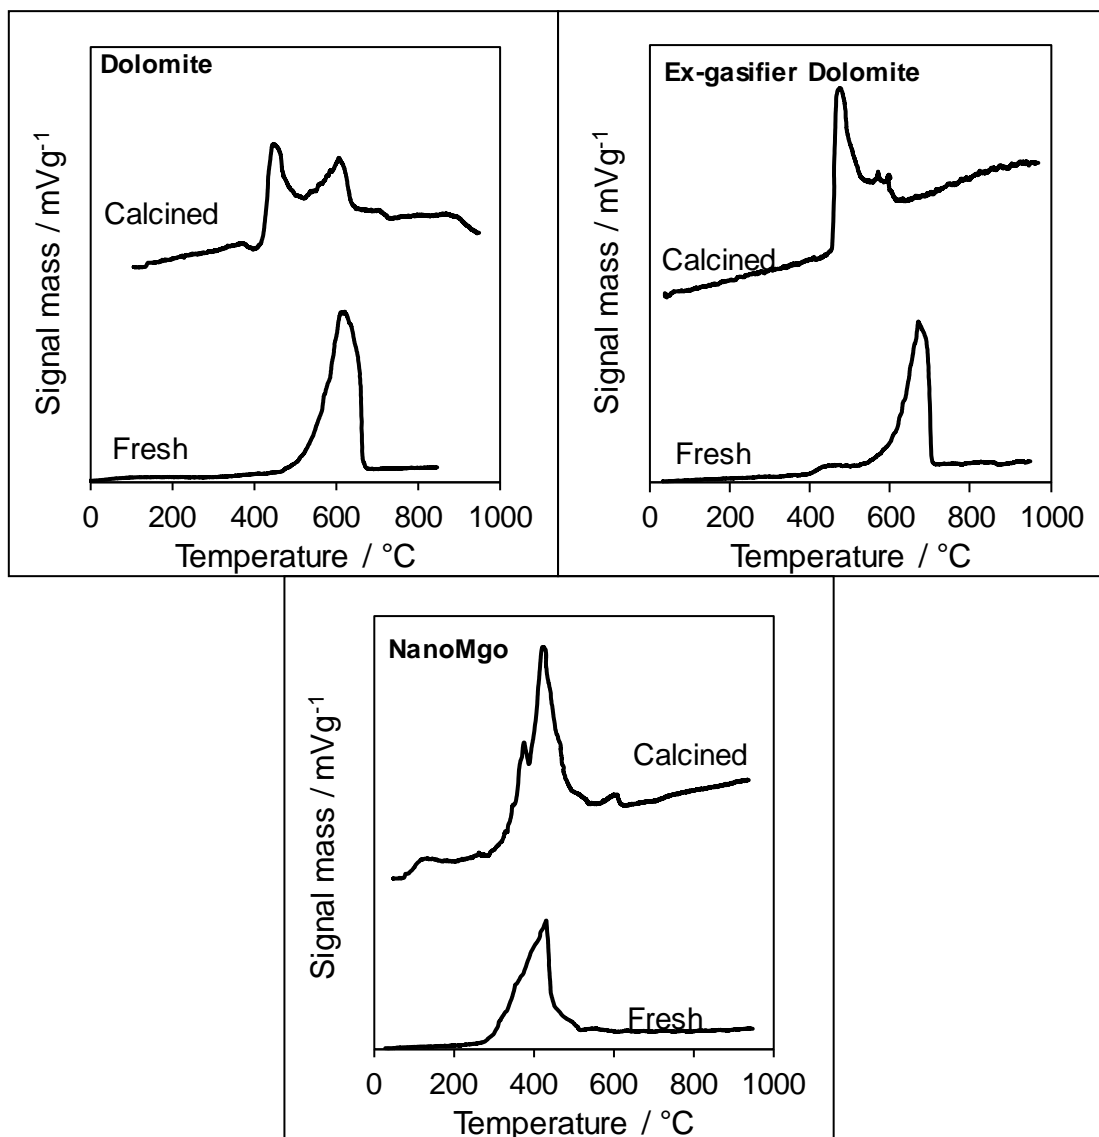 Dolomite
Signal mass / mVg-1
Calcined
Fresh
0 200 400 600 800 1000
Temperature / °C
Ex-gasifier Dolomite
Signal mass / mVg-1
Calcined
Fresh
0 200 400 600 800 1000
Temperature / °C
NanoMgo
Signal mass / mVg-1
Calcined
Fresh
0 200 400 600 800 1000
Temperature / °C